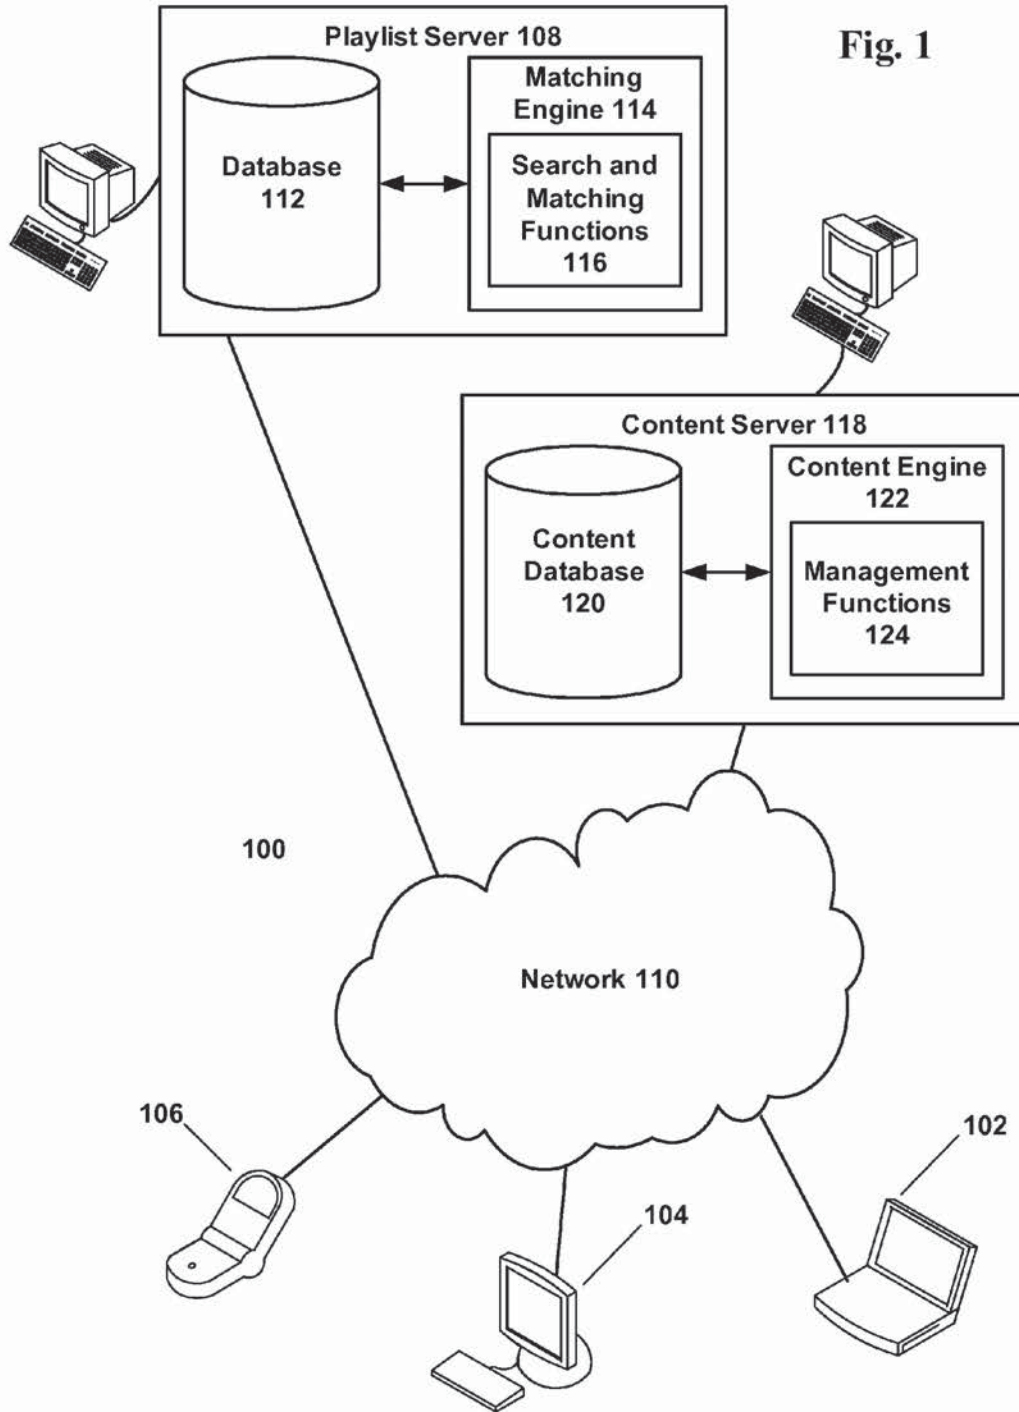 Fig. 1
Playlist Server 108
Database
112
Matching
Engine 114
Search and
Matching
Functions
116
Content Server 118
Content
Database
120
Content Engine
122
Management
Functions
124
100
Network 110
106
104
102